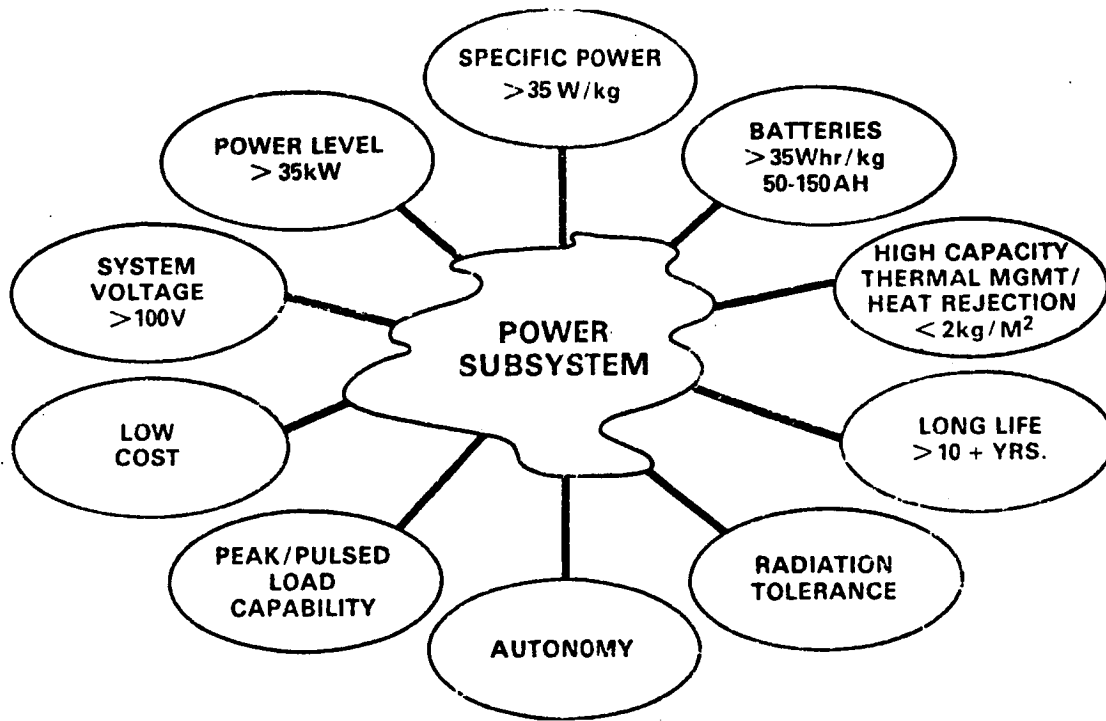 SPECIFIC POWER
>35 W/kg
POWER LEVEL
> 35kW
BATTERIES
>35Whr/kg
50-150AH
SYSTEM
VOLTAGE
>100V
HIGH CAPACITY
THERMAL MGMT/
HEAT REJECTION
< 2kg/M²
POWER
SUBSYSTEM
LOW
COST
LONG LIFE
>10 + YRS.
PEAK/PULSED
LOAD
CAPABILITY
RADIATION
TOLERANCE
AUTONOMY